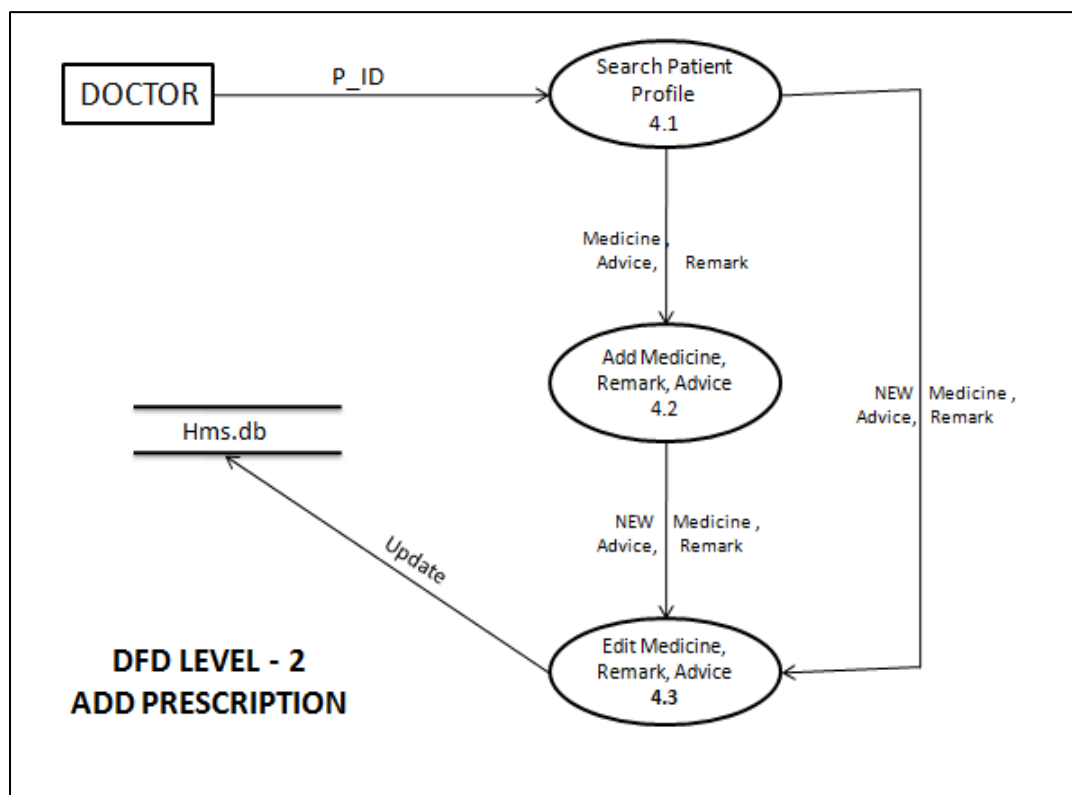 DOCTOR
P_ID
Search Patient
Profile
4.1
Medicine ,
Advice, Remark
Add Medicine,
Remark, Advice
4.2
NEW Medicine ,
Advice, Remark
Hms.db
NEW Medicine ,
Advice, Remark
Update
Edit Medicine,
Remark, Advice
4.3
DFD LEVEL - 2
ADD PRESCRIPTION